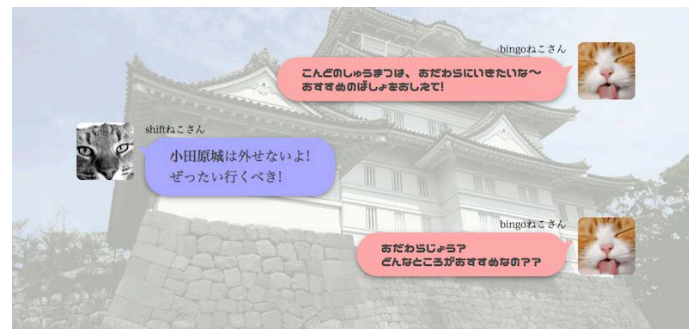 bingoねこさん
こんどのしゅうまつは、おだわらにいきたいな〜
おすすめのばしょをおしえて!
shiftねこさん
小田原城は外せないよ!
ぜったい行くべき!
bingoねこさん
おだわらじょう?
どんなところがおすすめなの??